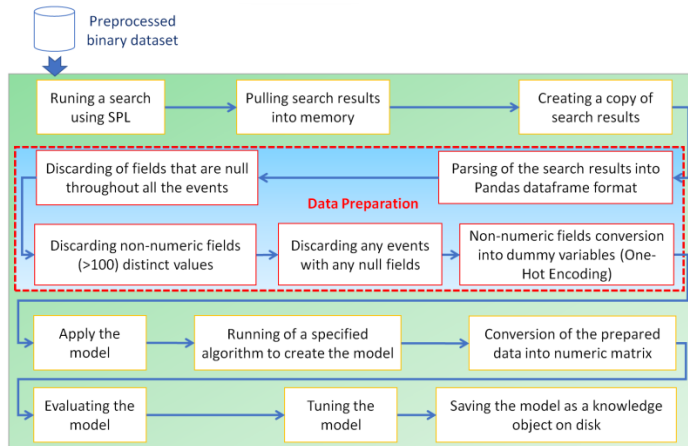 Preprocessed
binary dataset
Runing a search
using SPL
Pulling search results
into memory
Creating a copy of
search results
Discarding of fields that are null
throughout all the events
Parsing of the search results into
Pandas dataframe format
Data Preparation
Discarding non-numeric fields
(>100) distinct values
Discarding any events
with any null fields
Non-numeric fields conversion
into dummy variables (One-
Hot Encoding)
Apply the
model
Running of a specified
algorithm to create the model
Conversion of the prepared
data into numeric matrix
Evaluating the
model
Tuning the
model
Saving the model as a knowledge
object on disk